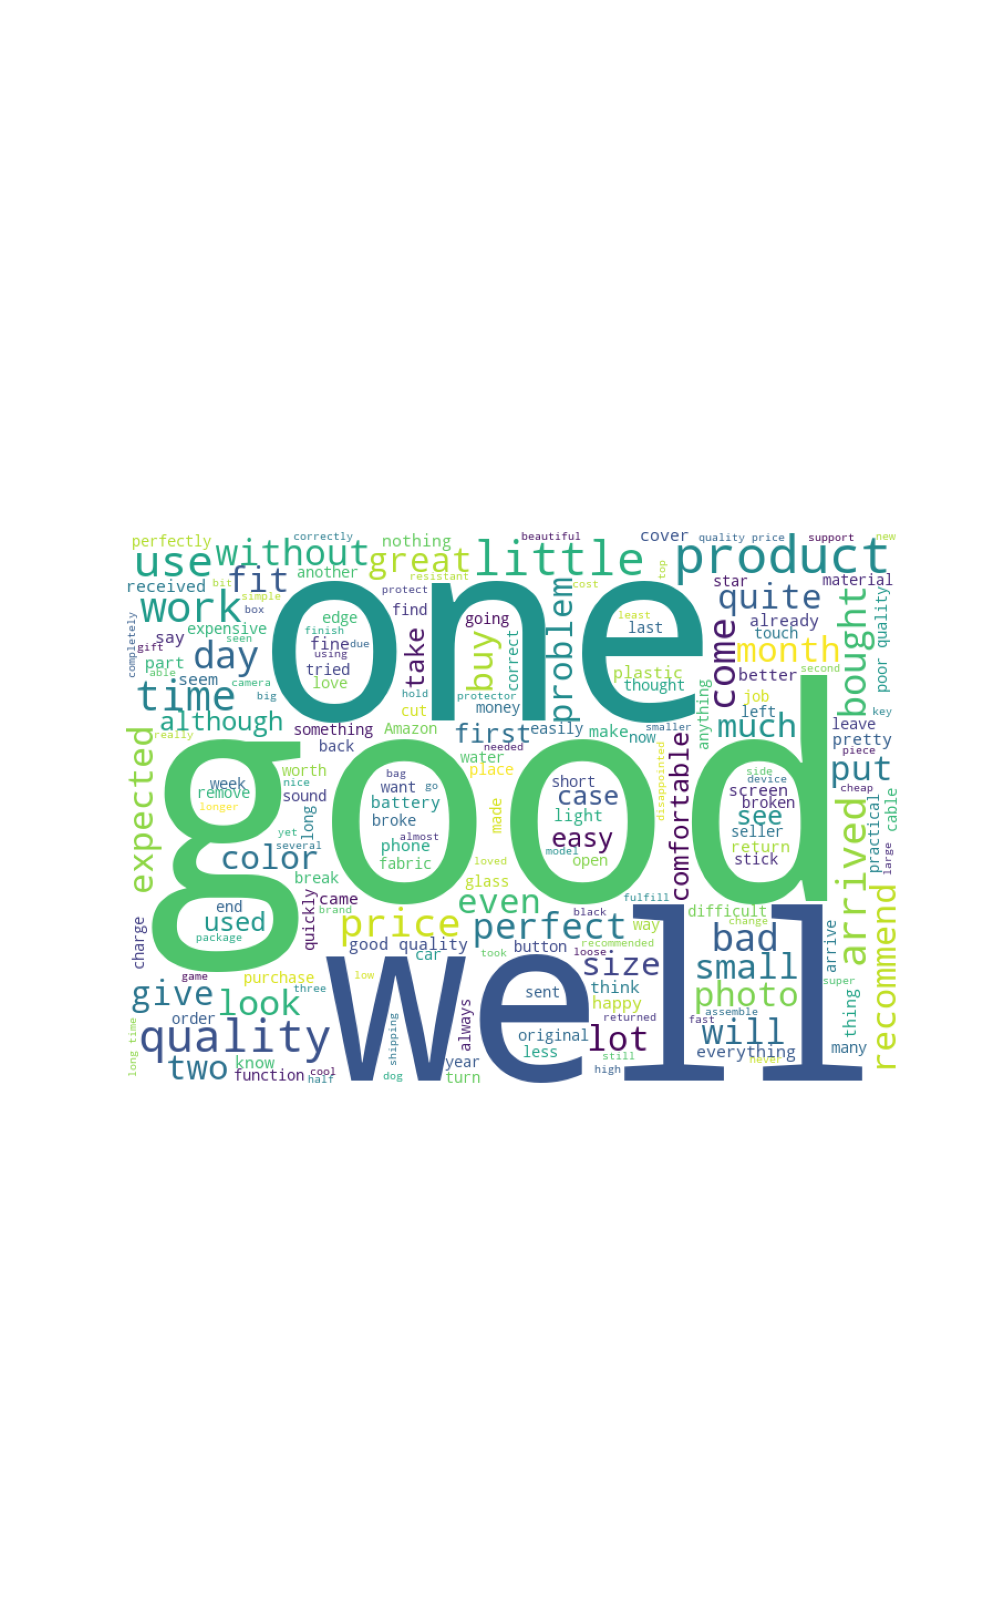 perfectly
correctly
nothing
beautiful
cover
quality price
support
new
use
without
great
little
product
another
resistant
cost
top
received
bit
fit
protect
star
material
simple
work
box
edge
find
going
least
quite
already
last
touch
expensive
finish
say
seen
fine
due
take
buy
correct
problem
one
come
month
bought
poor quality
completely
gift
using
part
able
day
tried
plastic
better
second
seem
camera
love
thought
time
big
hold
protector
money
job
key
cut
left
although
something
Amazon
first
easily
make
smaller
anything
much
leave
really
back
needed
now
pretty
expected
water
piece
worth
place
comfortable
disappointed
week
nice
bag
want
go
short
side
device
put
remove
sound
battery
made
case
screen
cheap
longer
broke
light
see
broken
yet
long
almost
easy
seller
several
phone
model
return
color
fabric
loved
open
stick
good
arrived
practical
cable
large
break
glass
came
quickly
even
fulfill
end
brand
black
difficult
used
price
perfect
way
change
package
good quality
button
recommended
bad
arrive
recommend
charge
car
took
loose
size
small
game
purchase
low
think
super
give
three
look
sent
happy
photo
thing
order
shipping
always
original
returned
fast
assemble
will
quality
well
lot
long time
less
everything
many
two
know
year
still
never
function
cool
half
dog
turn
high